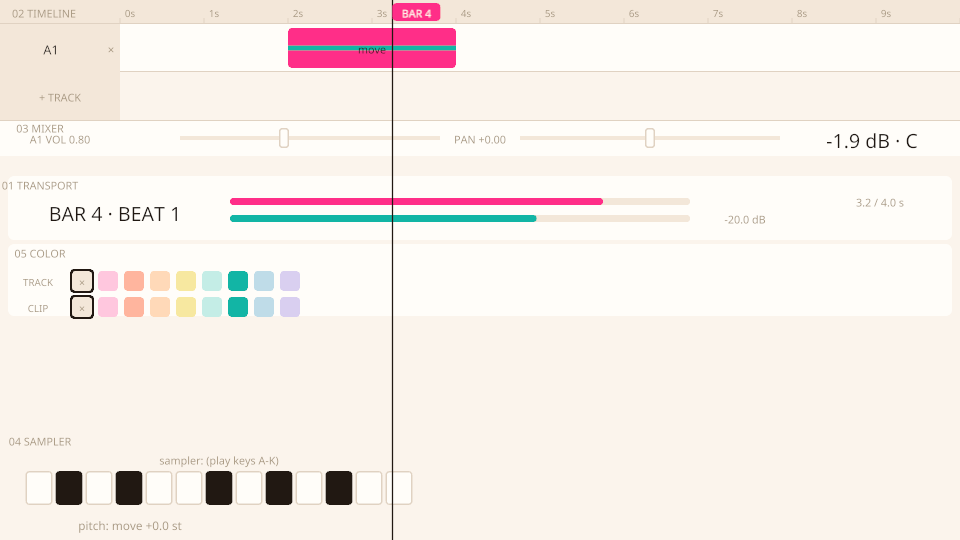 02 TIMELINE 0s 1s 2s 3s BAR 4 4s 5s 6s 7s 8s 9s
A1 × move
+ TRACK
03 MIXER
A1 VOL 0.80 PAN +0.00 -1.9 dB · C
01 TRANSPORT
BAR 4 · BEAT 1 3.2 / 4.0 s
-20.0 dB
05 COLOR
TRACK ×
CLIP ×
04 SAMPLER
sampler: (play keys A-K)
pitch: move +0.0 st